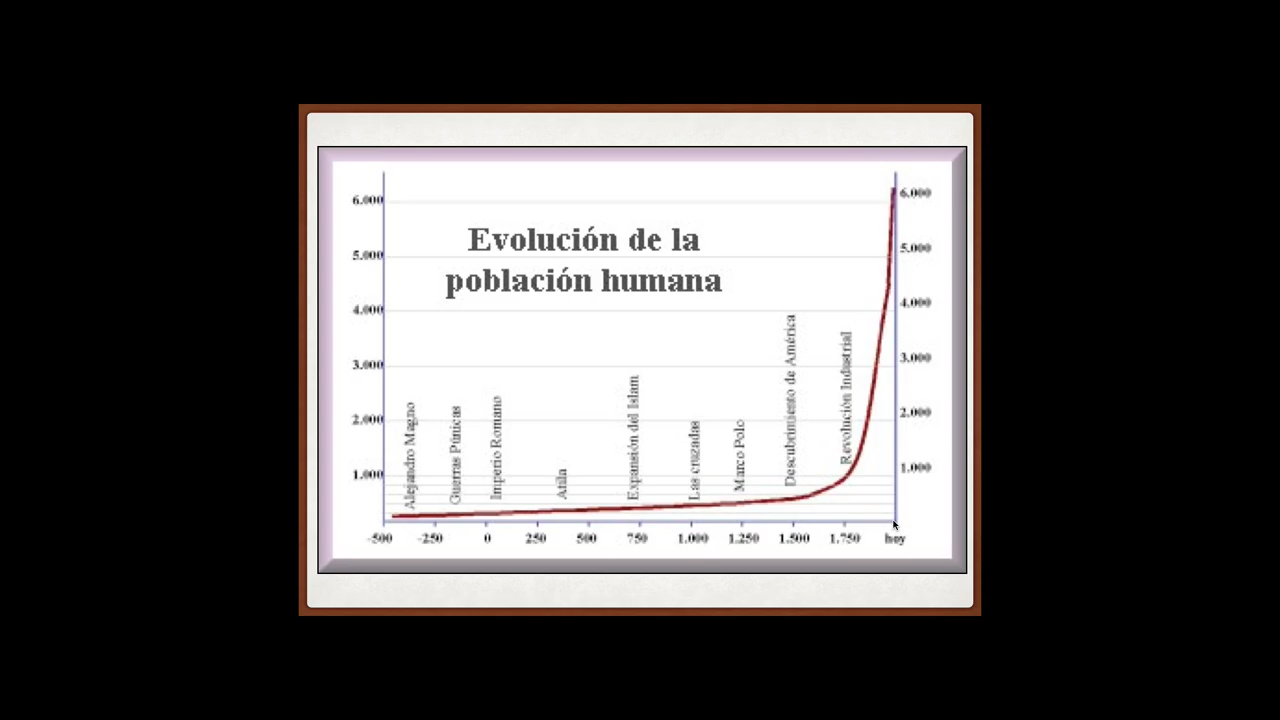 Evolución de la
población humana
6.000
5.000
4.000
3.000
2.000
1.000
6.000
5.000
4.000
3.000
2.000
1.000
Alejandro Magno
Guerras Púnicas
Imperio Romano
Atila
Expansión del Islam
Las cruzadas
Marco Polo
Descubrimiento de América
Revolución Industrial
-500 -250 0 250 500 750 1.000 1.250 1.500 1.750 hoy